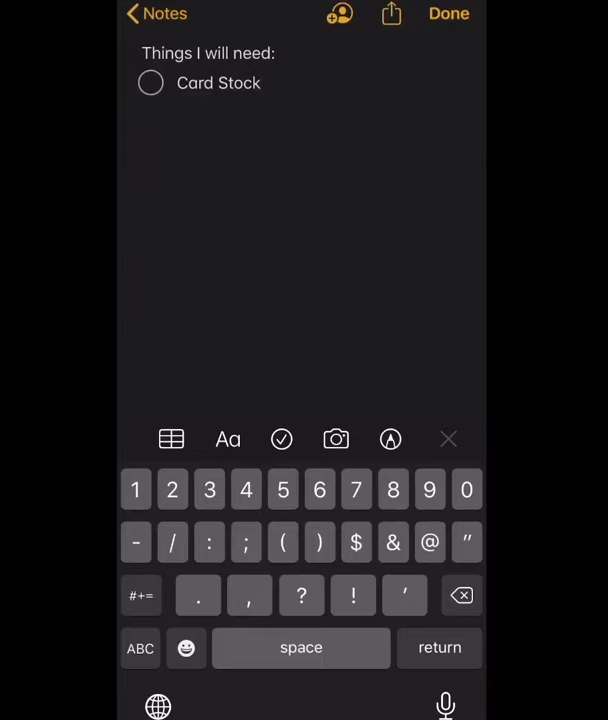 Notes
Done
Things I will need:
Card Stock
Aa
1 2 3 4 5 6 7 8 9 0
- / : ; ( ) $ & @ "
#+= . , ? ! '
ABC space return